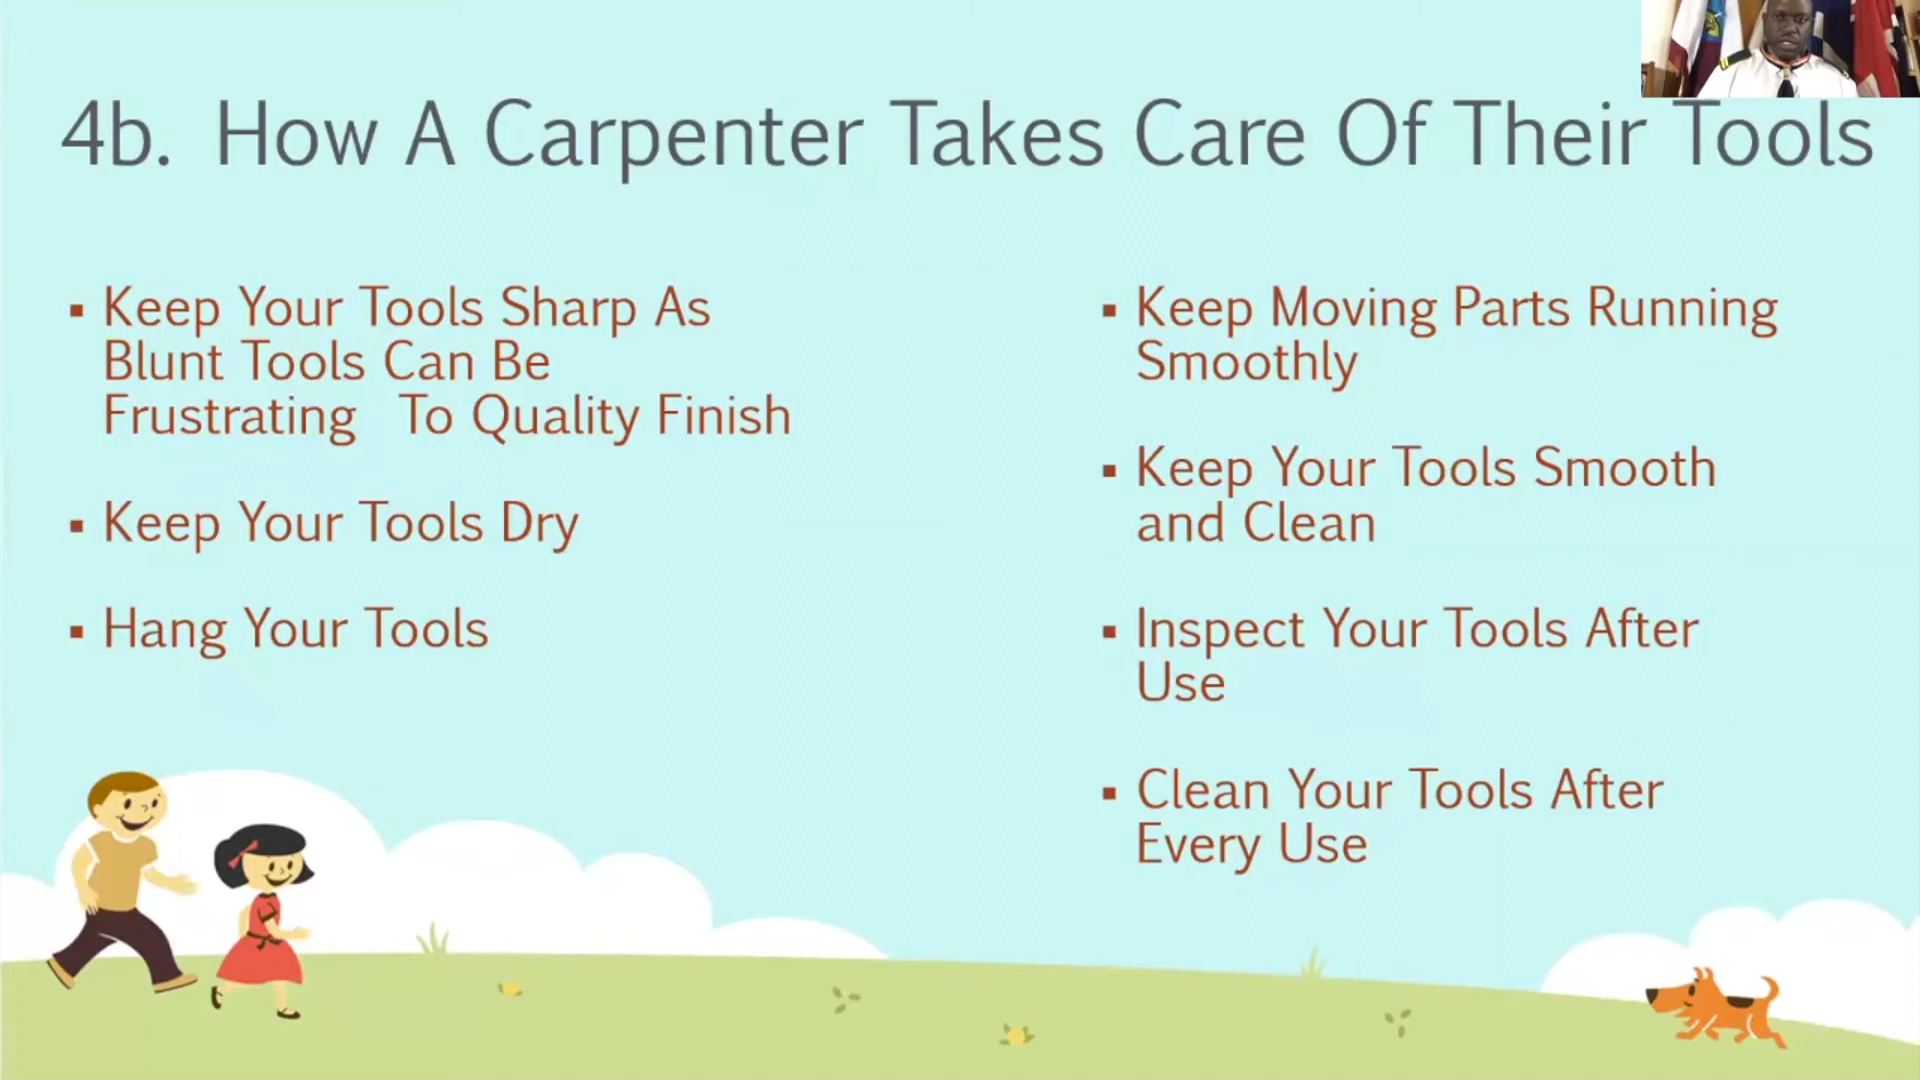 4b. How A Carpenter Takes Care Of Their Tools
Keep Your Tools Sharp As
Blunt Tools Can Be
Frustrating To Quality Finish
Keep Your Tools Dry
Hang Your Tools
Keep Moving Parts Running
Smoothly
Keep Your Tools Smooth
and Clean
Inspect Your Tools After
Use
Clean Your Tools After
Every Use